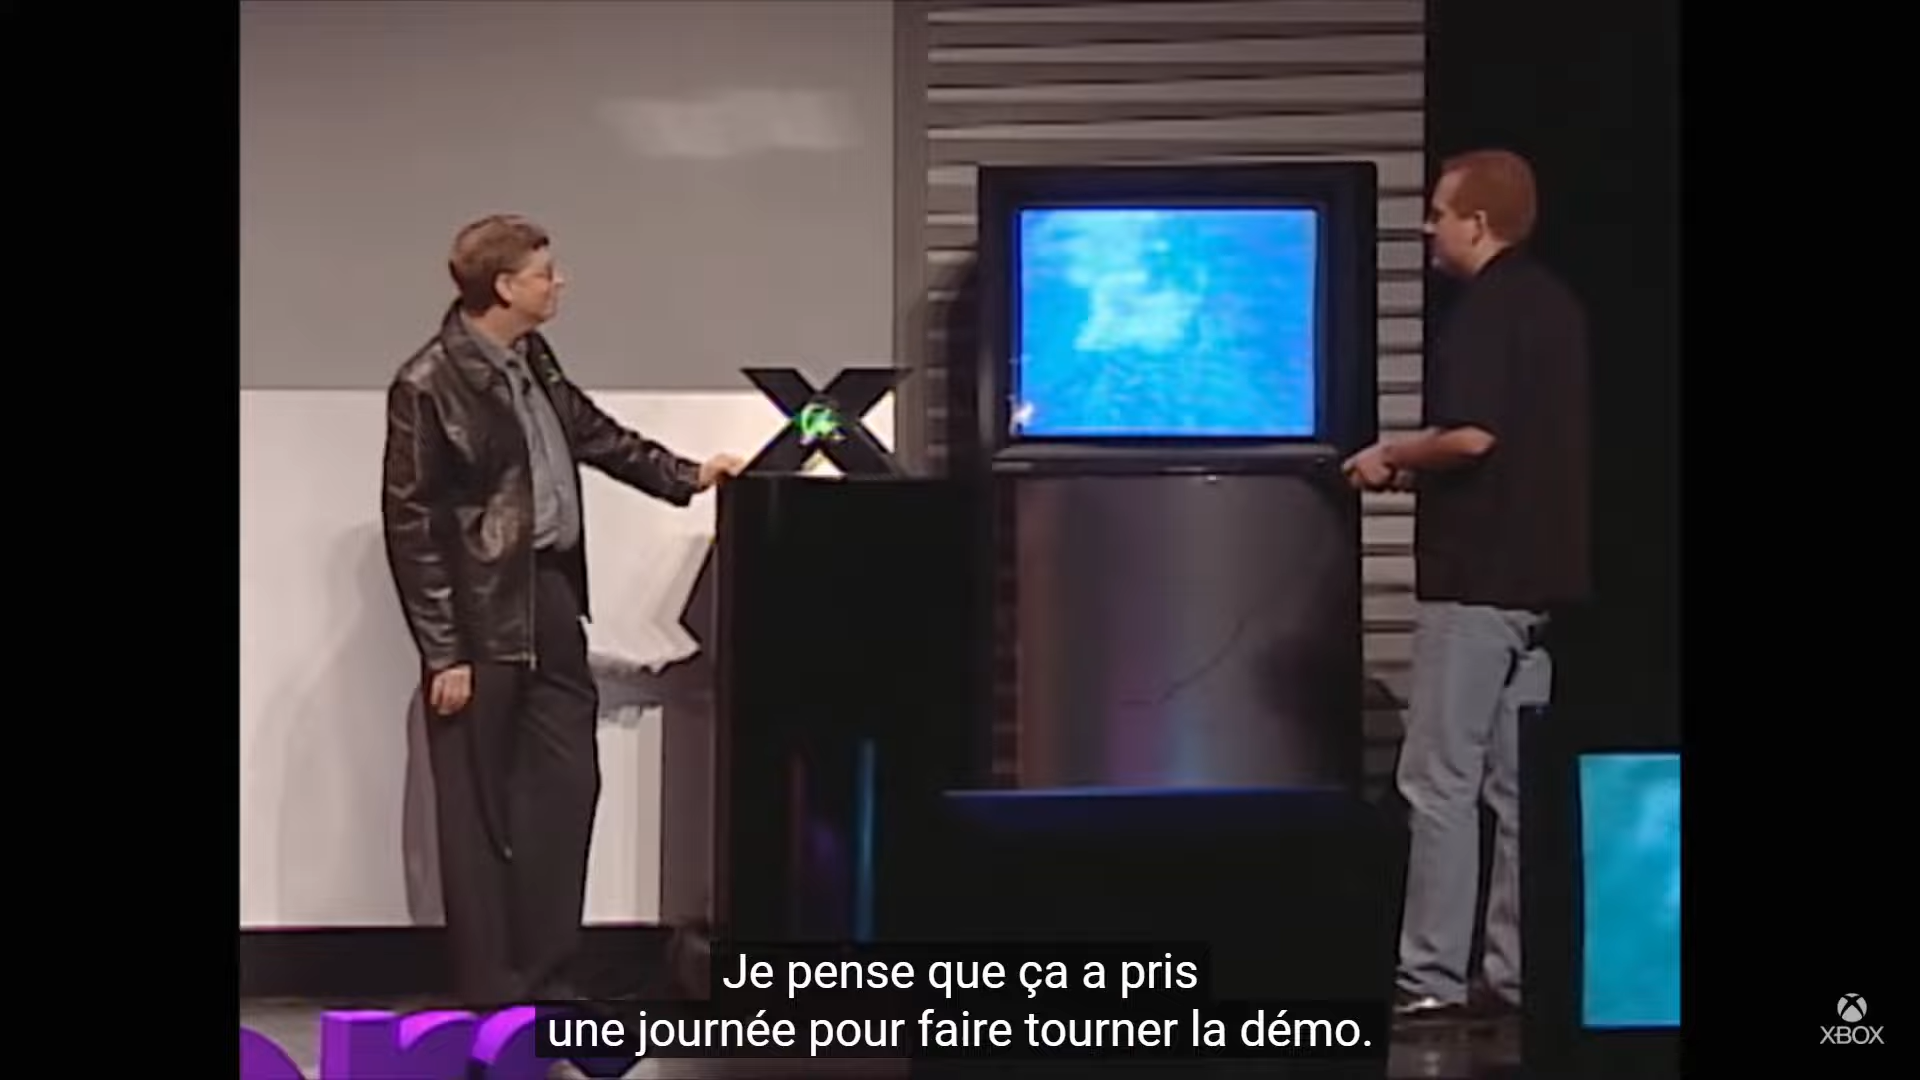 Je pense que ça a pris
une journée pour faire tourner la démo.
XBOX